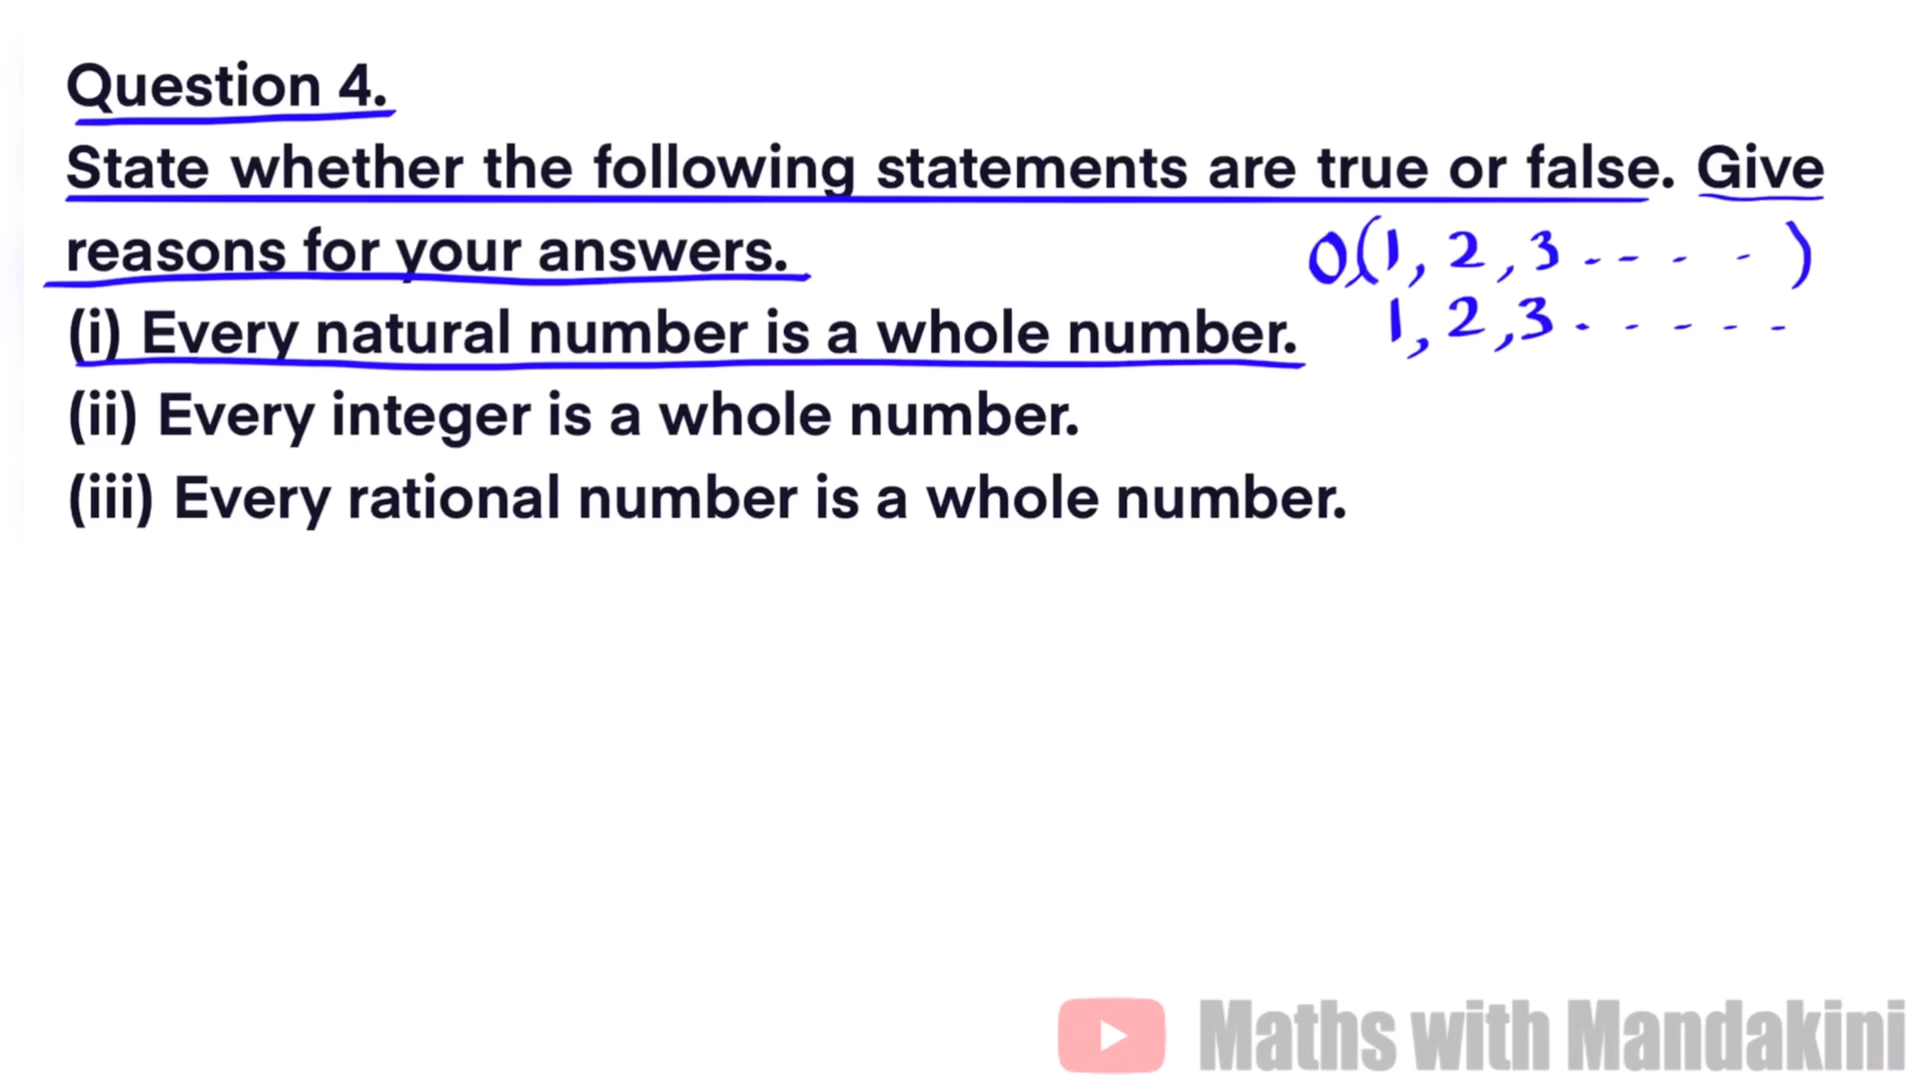 Question 4.
State whether the following statements are true or false. Give
reasons for your answers.
0,(1, 2, 3 - - - - -)
(i) Every natural number is a whole number.
1, 2, 3 - - - - -
(ii) Every integer is a whole number.
(iii) Every rational number is a whole number.
Maths with Mandakini